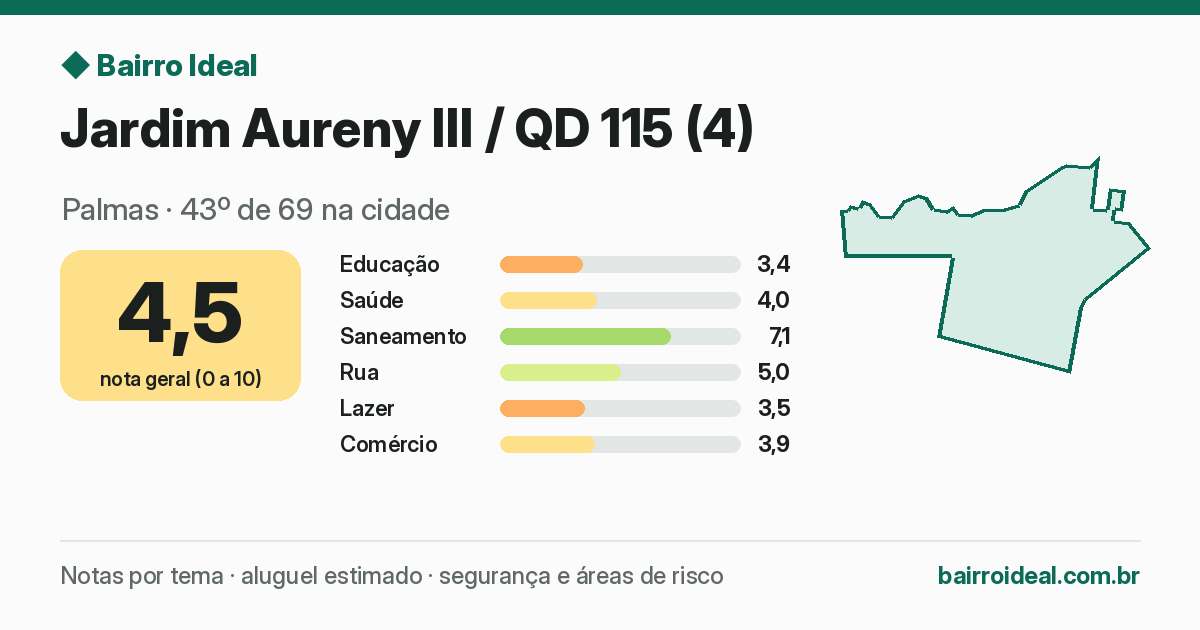 Bairro Ideal
Jardim Aureny III / QD 115 (4)
Palmas · 43º de 69 na cidade
4,5
nota geral (0 a 10)
Educação 3,4
Saúde 4,0
Saneamento 7,1
Rua 5,0
Lazer 3,5
Comércio 3,9
Notas por tema · aluguel estimado · segurança e áreas de risco
bairroideal.com.br